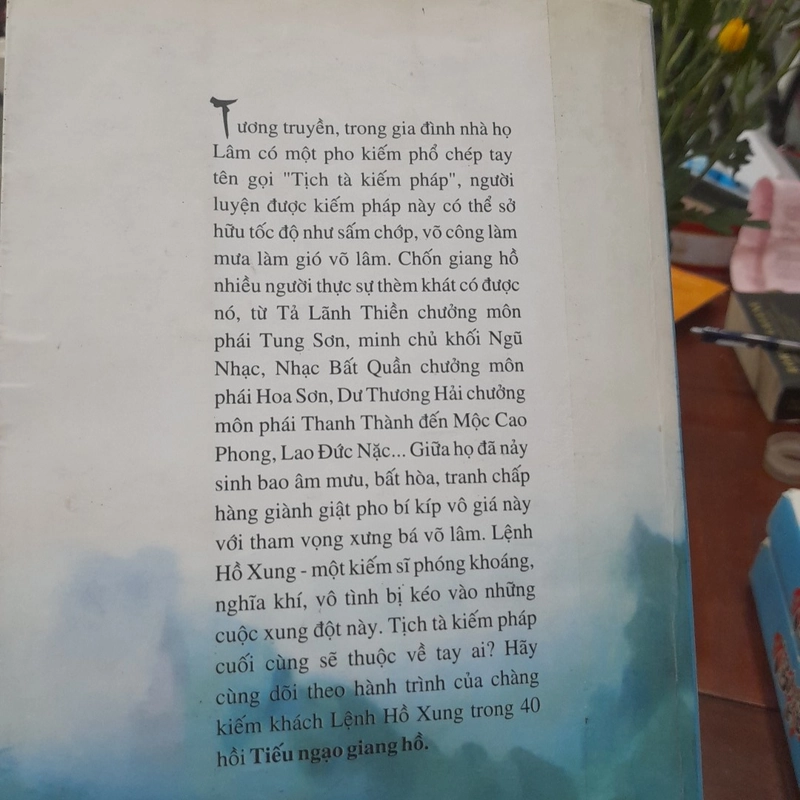 Tương truyền, trong gia đình nhà họ
Lâm có một pho kiếm phổ chép tay
tên gọi "Tịch tà kiếm pháp", người
luyện được kiếm pháp này có thể sở
hữu tốc độ như sấm chớp, võ công làm
mưa làm gió võ lâm. Chốn giang hồ
nhiều người thực sự thèm khát có được
nó, từ Tả Lãnh Thiền chưởng môn
phái Tung Sơn, minh chủ khối Ngũ
Nhạc, Nhạc Bất Quần chưởng môn
phái Hoa Sơn, Dư Thương Hải chưởng
môn phái Thanh Thành đến Mộc Cao
Phong, Lao Đức Nặc... Giữa họ đã nảy
sinh bao âm mưu, bất hòa, tranh chấp
hàng giành giật pho bí kíp vô giá này
với tham vọng xưng bá võ lâm. Lệnh
Hồ Xung - một kiếm sĩ phóng khoáng,
nghĩa khí, vô tình bị kéo vào những
cuộc xung đột này. Tịch tà kiếm pháp
cuối cùng sẽ thuộc về tay ai? Hãy
cùng dõi theo hành trình của chàng
kiếm khách Lệnh Hồ Xung trong 40
hồi Tiếu ngạo giang hồ.